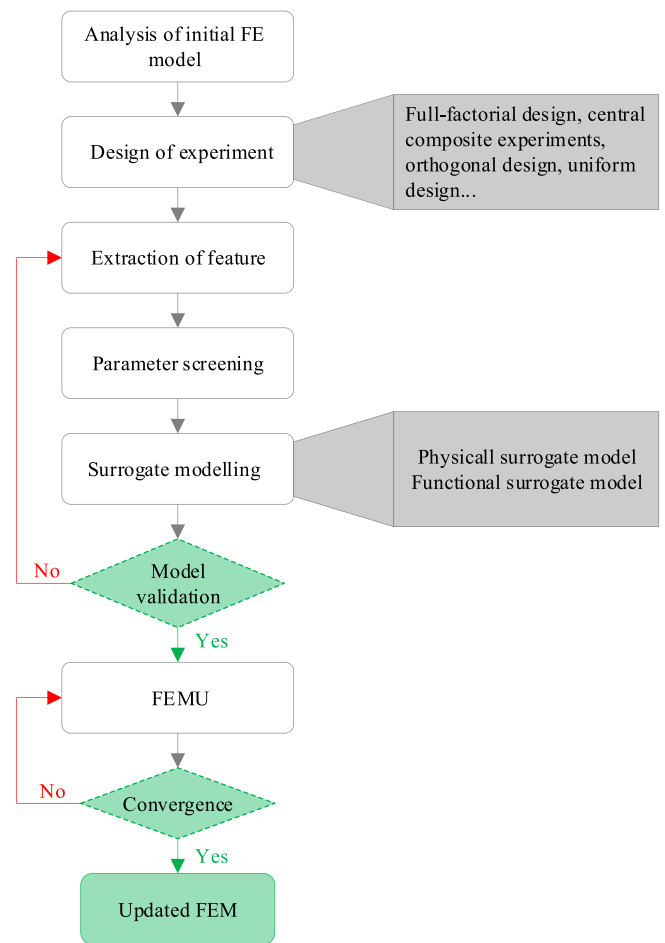 Analysis of initial FE
model
Design of experiment
Full-factorial design, central
composite experiments,
orthogonal design, uniform
design...
Extraction of feature
Parameter screening
Surrogate modelling
Physicall surrogate model
Functional surrogate model
Model
validation
No
Yes
FEMU
Convergence
No
Yes
Updated FEM